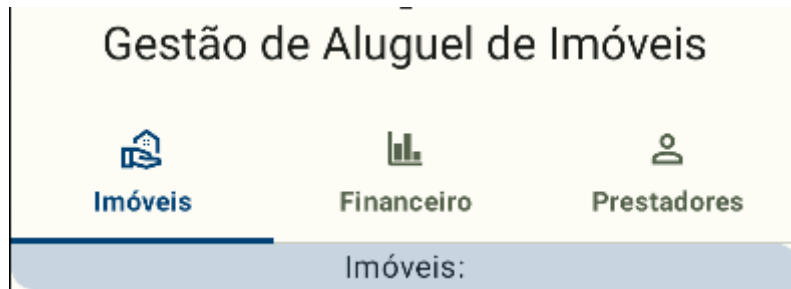 Gestão de Aluguel de Imóveis
Imóveis Financeiro Prestadores
Imóveis: